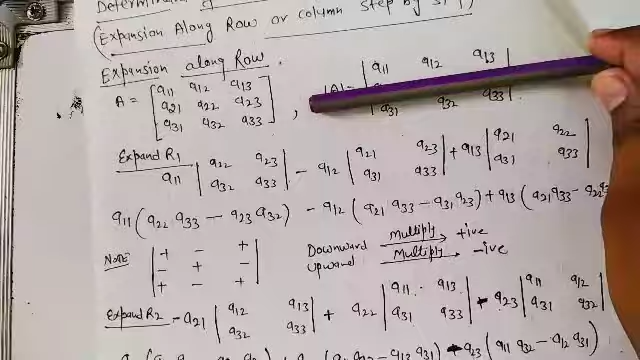 Determinant
(Expansion Along Row or column step by step)
Expansion along Row.
A = [ a11 a12 a13
a21 a22 a23
a31 a32 a33 ] ,
|A| = | a11 a12 a13
a31 a32 a33 |.
Expand R1
a11 | a22 a23 | - a12 | a21 a23 | + a13 | a21 a22 |
| a32 a33 | | a31 a33 | | a31 a33 |
a11 (a22 a33 - a23 a32) - a12 (a21 a33 - a31 a23) + a13 (a21 a33 - a22
NOTE
| + - + |
| - + - |
| + - + |
Downward Multiply → +ive
Upward Multiply → -ive
Expand R2 - a21 | a12 a13 | + a22 | a11 a13 | - a23 | a11 a12 |
| a32 a33 | | a31 a33 | | a31 a32 |
- a13 a31) - a23 (a11 a32 - a12 a31)